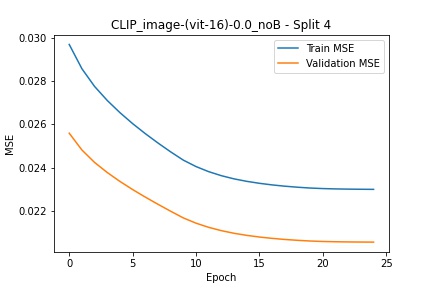 CLIP_image-(vit-16)-0.0_noB - Split 4
Train MSE
Validation MSE
MSE
0.030
0.028
0.026
0.024
0.022
0 5 10 15 20 25
Epoch